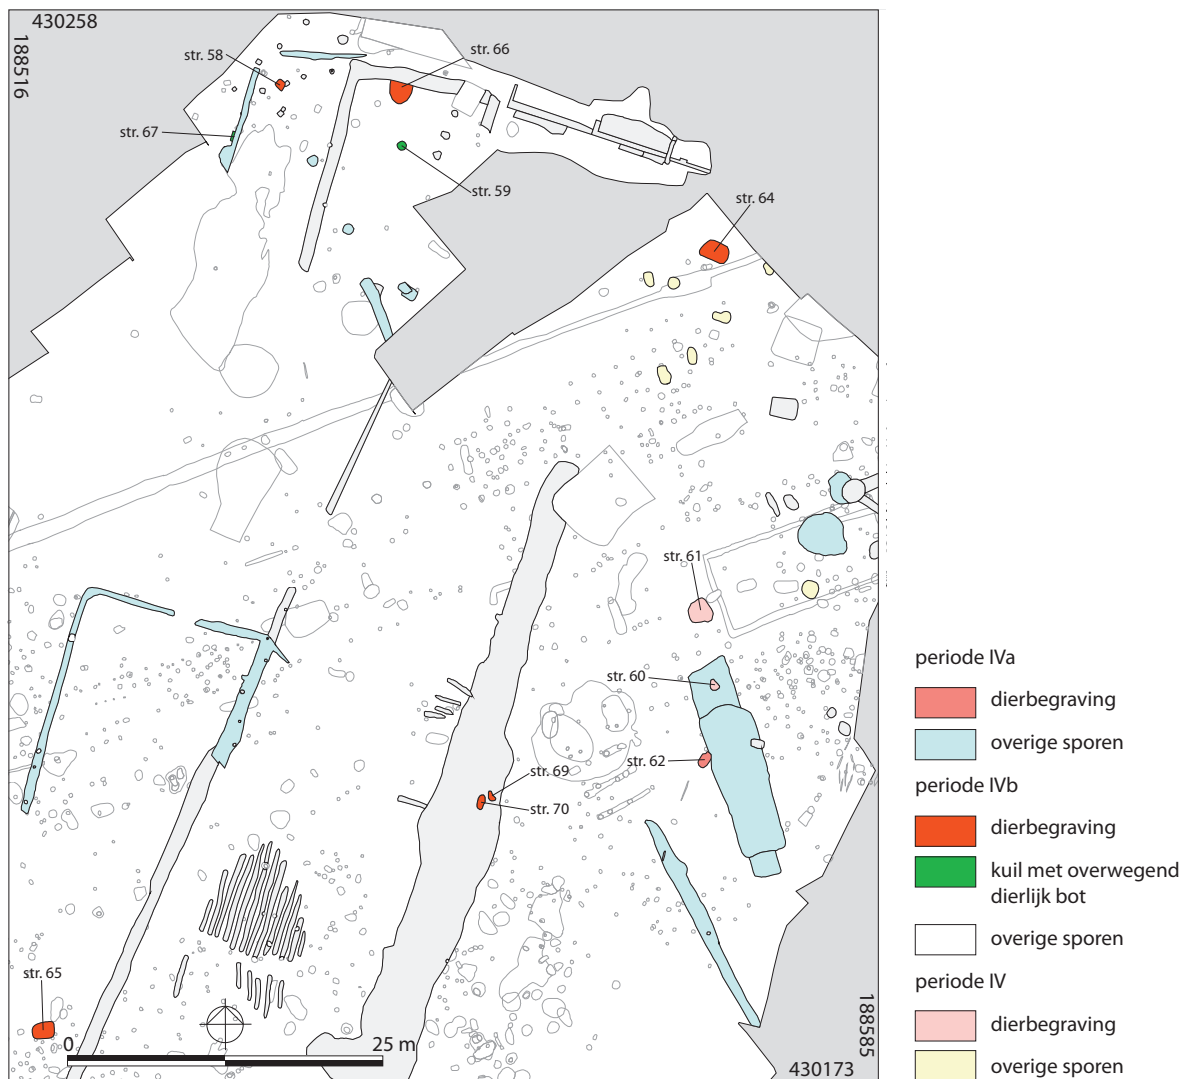 430258
188516
str. 58
str. 66
str. 67
str. 59
str. 64
str. 61
str. 60
str. 62
str. 69
str. 70
str. 65
0
25 m
188585
430173
periode IVa
dierbegraving
overige sporen
periode IVb
dierbegraving
kuil met overwegend
dierlijk bot
overige sporen
periode IV
dierbegraving
overige sporen